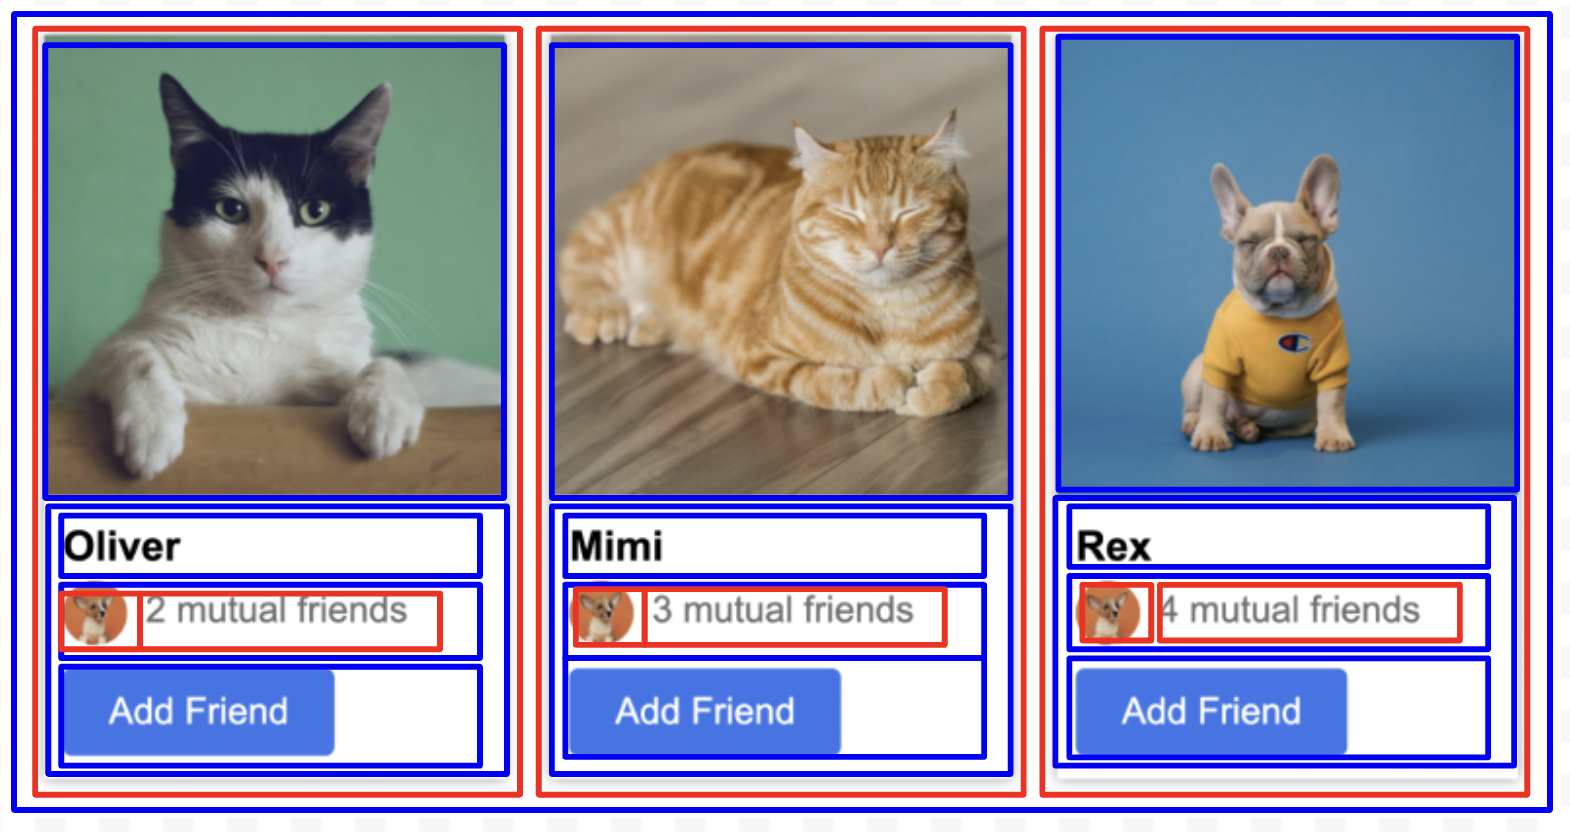 Oliver
2 mutual friends
Add Friend
Mimi
3 mutual friends
Add Friend
Rex
4 mutual friends
Add Friend